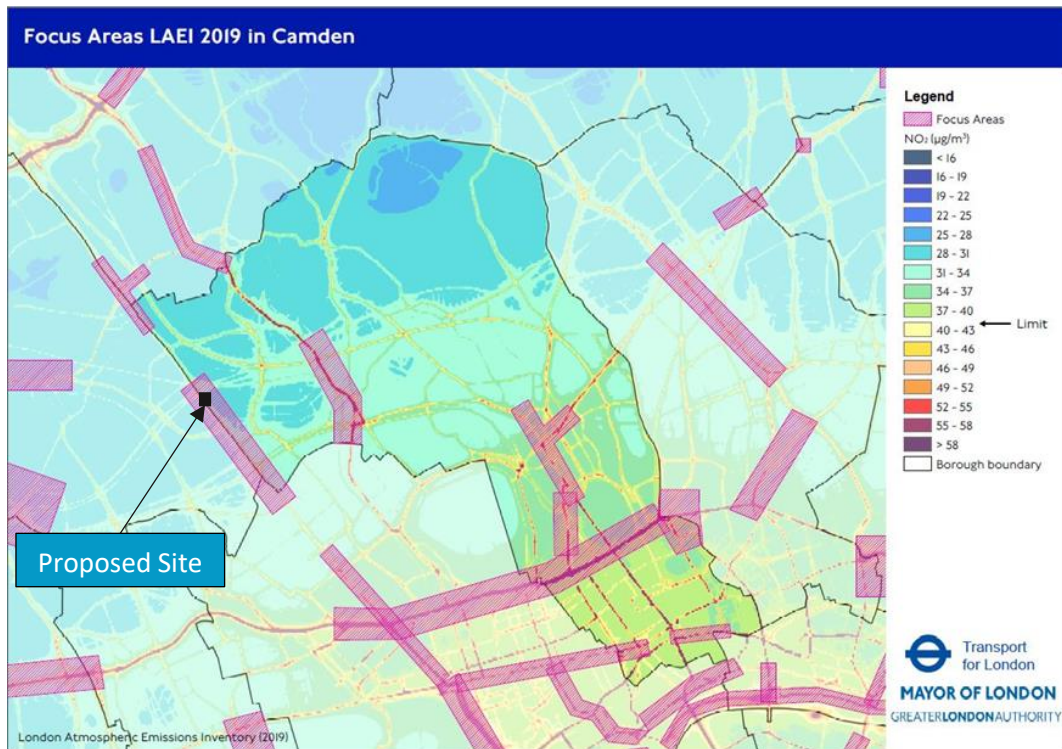 Focus Areas LAEI 2019 in Camden
Legend
Focus Areas
NO₂ (µg/m³)
< 16
16 - 19
19 - 22
22 - 25
25 - 28
28 - 31
31 - 34
34 - 37
37 - 40
40 - 43
Limit
43 - 46
46 - 49
49 - 52
52 - 55
55 - 58
> 58
Borough boundary
Proposed Site
Transport
for London
MAYOR OF LONDON
GREATERLONDONAUTHORITY
London Atmospheric Emissions Inventory (2019)